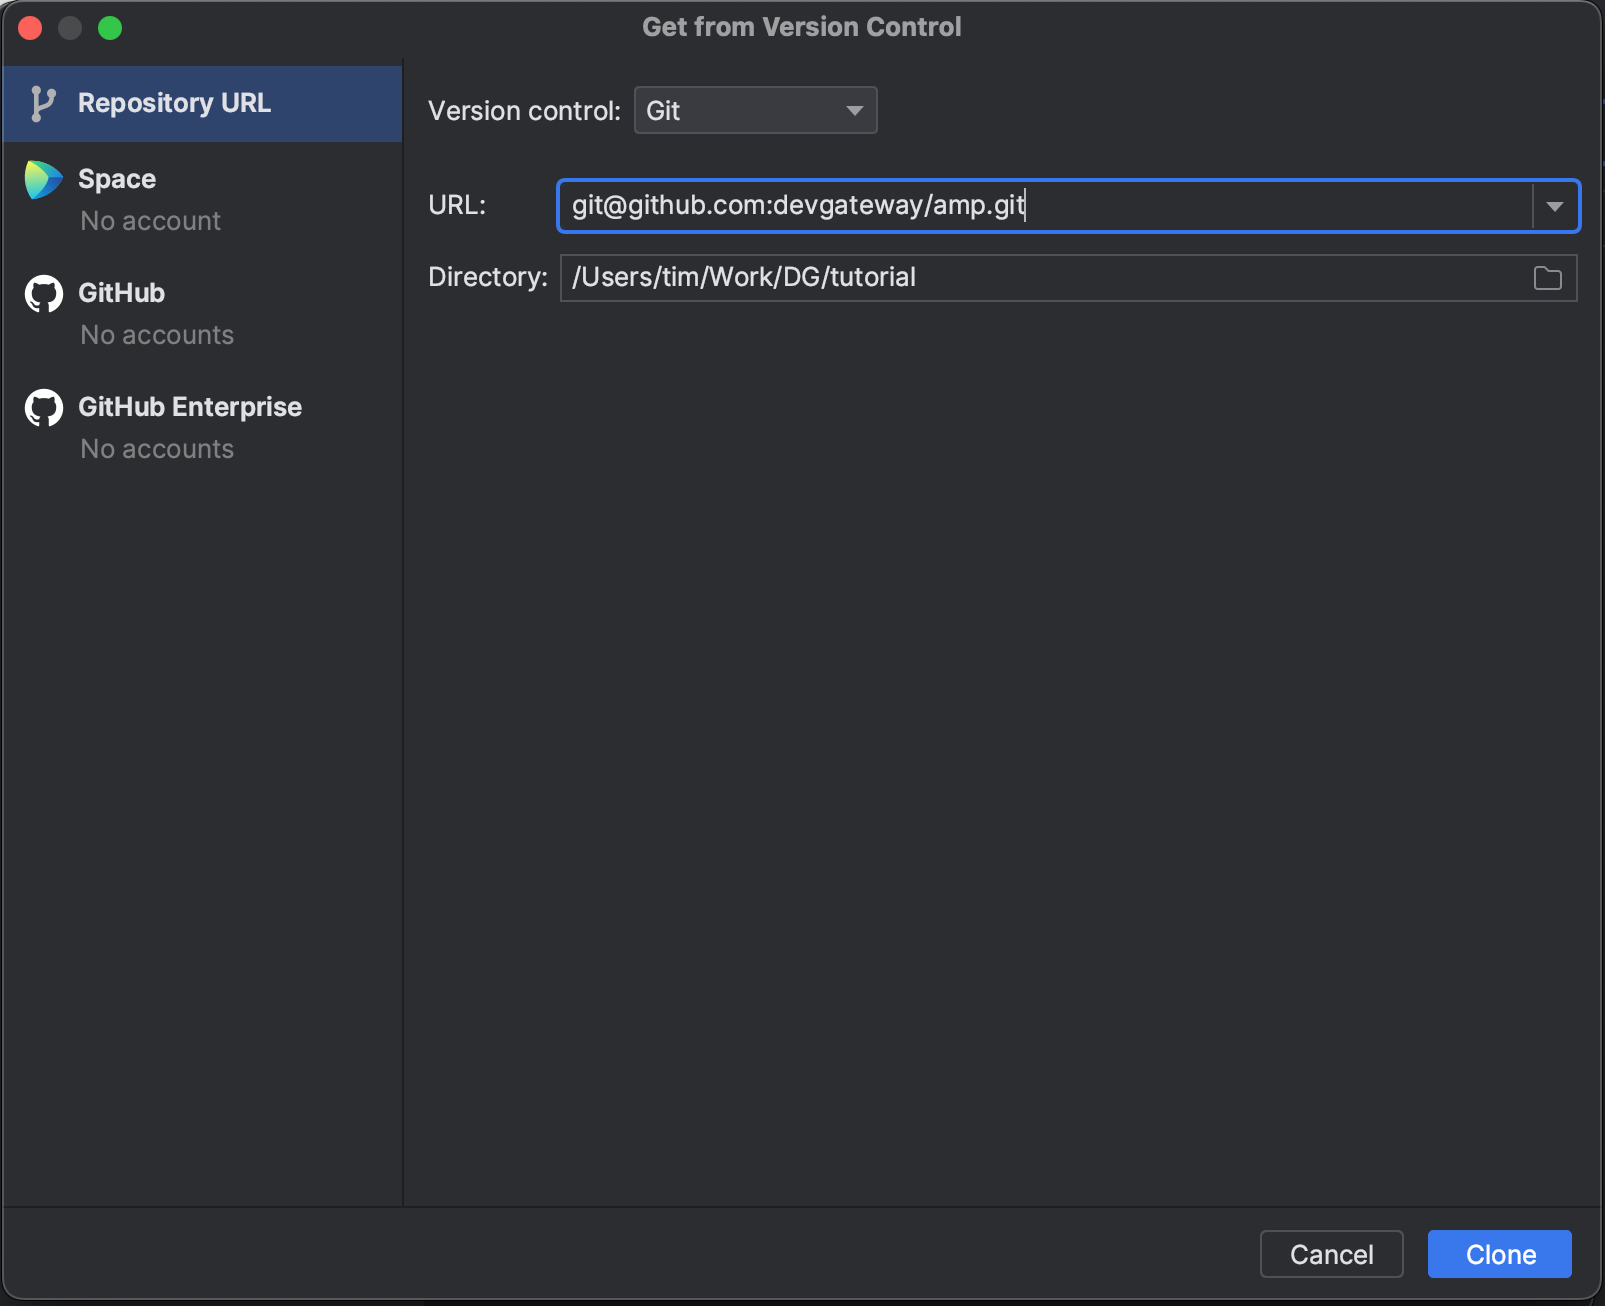 Get from Version Control
Repository URL
Space
No account
GitHub
No accounts
GitHub Enterprise
No accounts
Version control: Git
URL: git@github.com:devgateway/amp.git
Directory: /Users/tim/Work/DG/tutorial
Cancel Clone